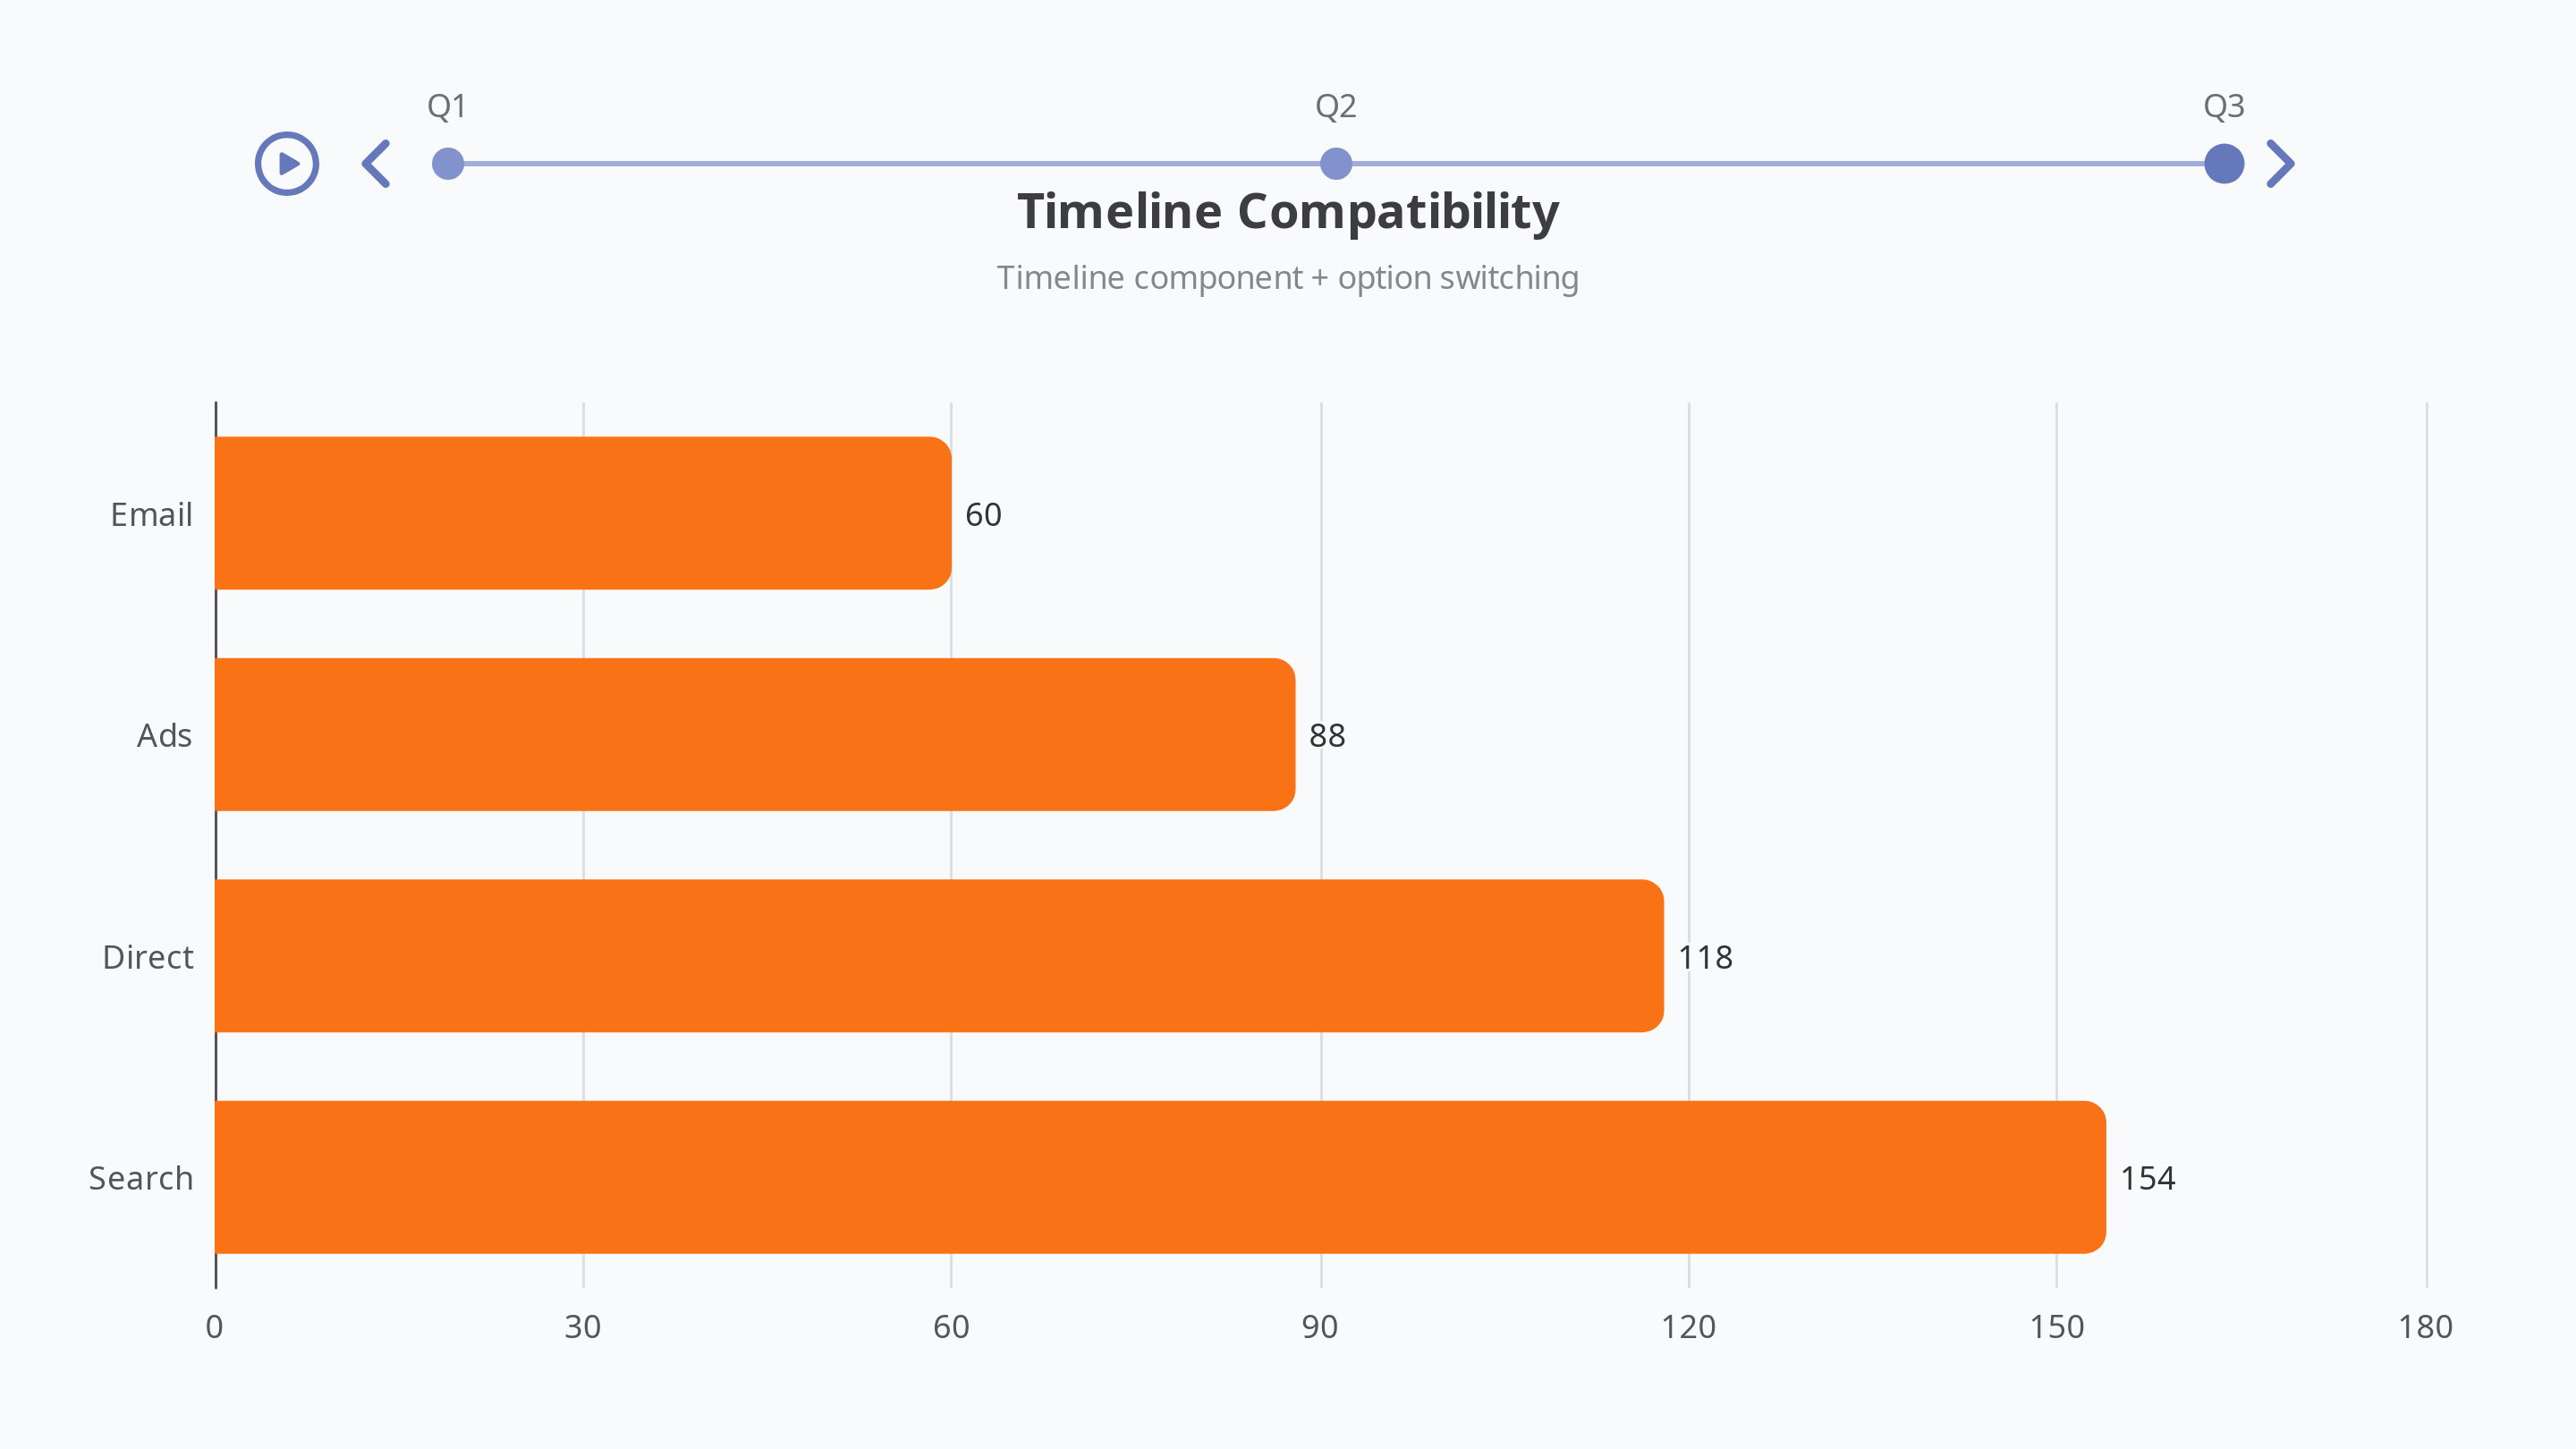 Q1
Q2
Q3
Timeline Compatibility
Timeline component + option switching
Email
60
Ads
88
Direct
118
Search
154
0
30
60
90
120
150
180